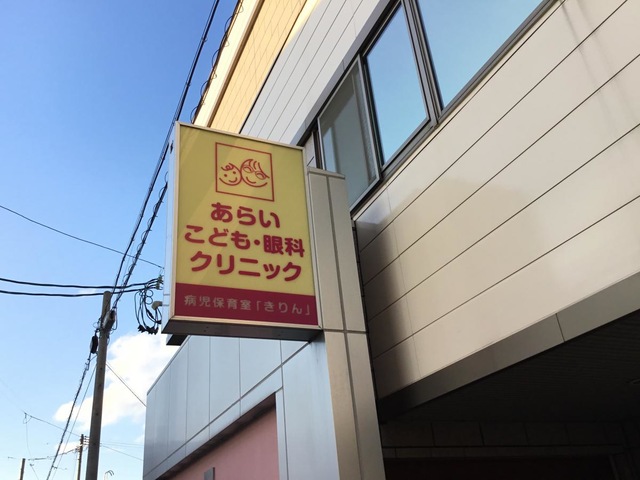 あらい
こども・眼科
クリニック
病児保育室「きりん」